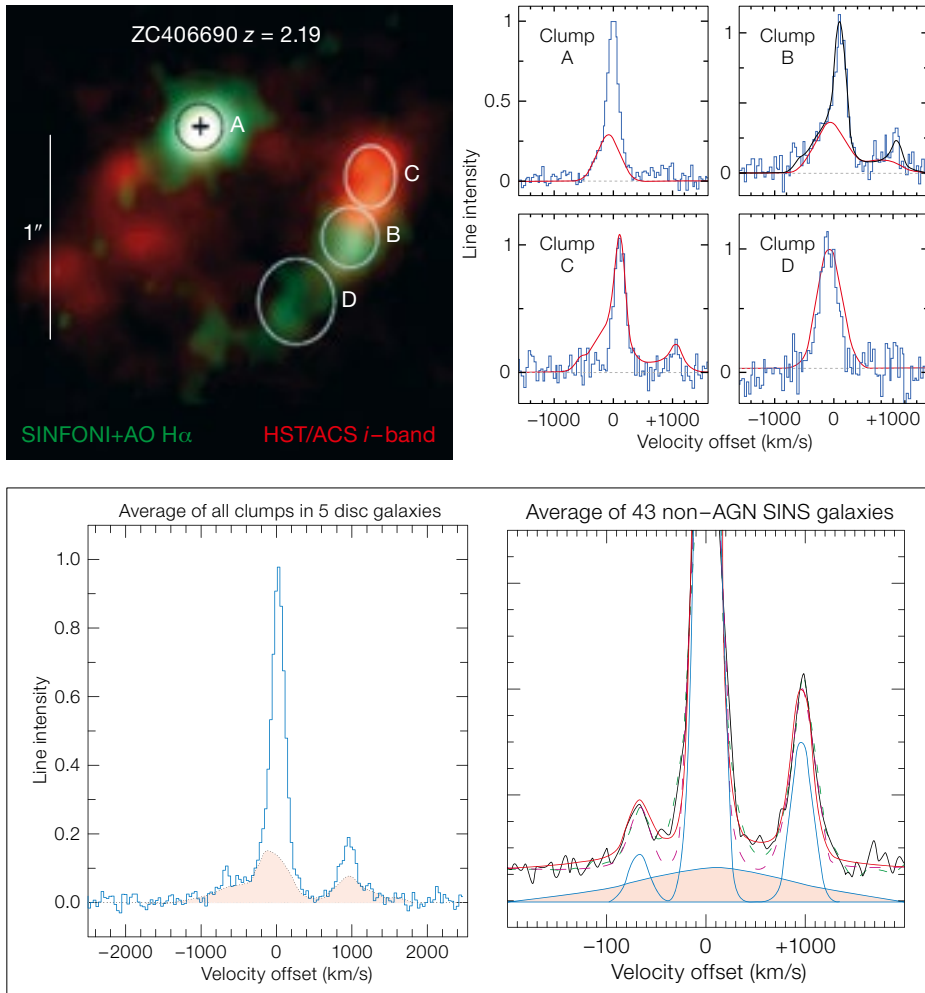 ZC406690 z = 2.19
A
C
B
D
1″
SINFONI+AO Hα
HST/ACS i–band
Line intensity
1
0.5
0
Clump
A
1
0
Clump
B
1
0
Clump
C
−1000 0 +1000
1
0
Clump
D
−1000 0 +1000
Velocity offset (km/s)
Average of all clumps in 5 disc galaxies
Line intensity
1.0
0.8
0.6
0.4
0.2
0.0
−2000 −1000 0 1000 2000
Velocity offset (km/s)
Average of 43 non–AGN SINS galaxies
-100 0 +1000
Velocity offset (km/s)